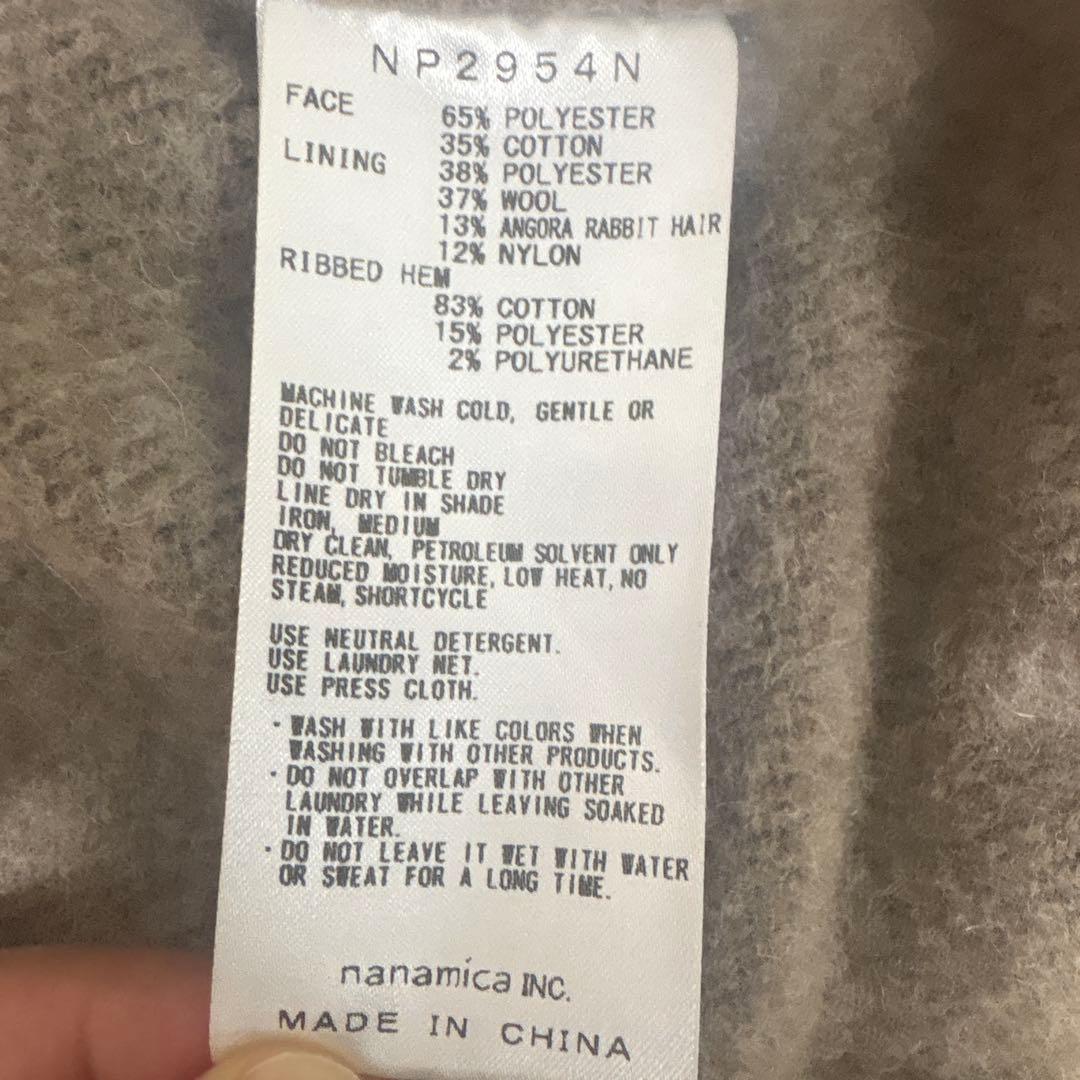 NP2954N
FACE 65% POLYESTER
35% COTTON
LINING 38% POLYESTER
37% WOOL
13% ANGORA RABBIT HAIR
12% NYLON
RIBBED HEM
83% COTTON
15% POLYESTER
2% POLYURETHANE
MACHINE WASH COLD, GENTLE OR
DELICATE
DO NOT BLEACH
DO NOT TUMBLE DRY
LINE DRY IN SHADE
IRON, MEDIUM
DRY CLEAN, PETROLEUM SOLVENT ONLY
REDUCED MOISTURE, LOW HEAT, NO
STEAM, SHORTCYCLE
USE NEUTRAL DETERGENT.
USE LAUNDRY NET.
USE PRESS CLOTH.
・WASH WITH LIKE COLORS WHEN
WASHING WITH OTHER PRODUCTS.
・DO NOT OVERLAP WITH OTHER
LAUNDRY WHILE LEAVING SOAKED
IN WATER.
・DO NOT LEAVE IT WET WITH WATER
OR SWEAT FOR A LONG TIME.
nanamica INC.
MADE IN CHINA